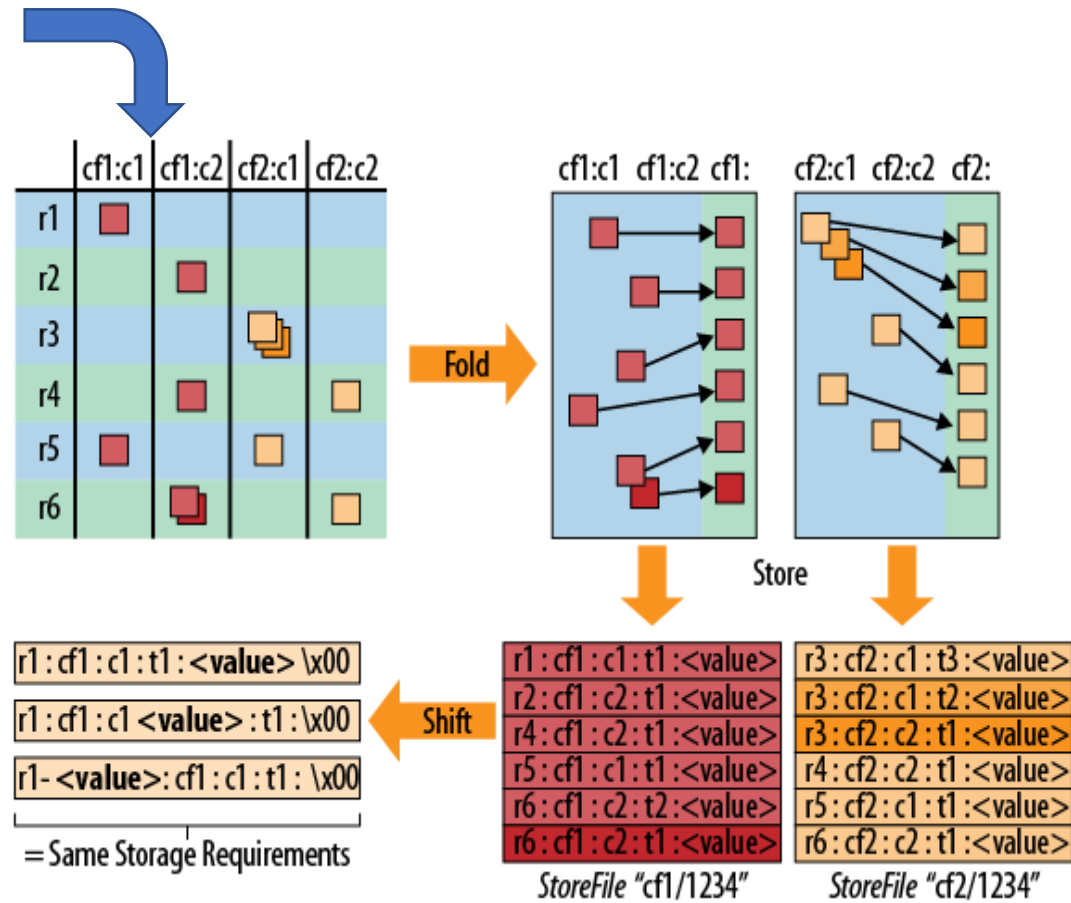 cf1:c1 cf1:c2 cf2:c1 cf2:c2
r1
r2
r3
r4
r5
r6
Fold
cf1:c1 cf1:c2 cf1:
cf2:c1 cf2:c2 cf2:
Store
r1 : cf1 : c1 : t1 : <value>
r2 : cf1 : c2 : t1 : <value>
r4 : cf1 : c2 : t1 : <value>
r5 : cf1 : c1 : t1 : <value>
r6 : cf1 : c2 : t2 : <value>
r6 : cf1 : c2 : t1 : <value>
StoreFile “cf1/1234”
r3 : cf2 : c1 : t3 : <value>
r3 : cf2 : c1 : t2 : <value>
r3 : cf2 : c2 : t1 : <value>
r4 : cf2 : c2 : t1 : <value>
r5 : cf2 : c1 : t1 : <value>
r6 : cf2 : c2 : t1 : <value>
StoreFile “cf2/1234”
Shift
r1 : cf1 : c1 : t1 : <value> \x00
r1 : cf1 : c1 <value> : t1 : \x00
r1- <value>: cf1 : c1 : t1 : \x00
= Same Storage Requirements